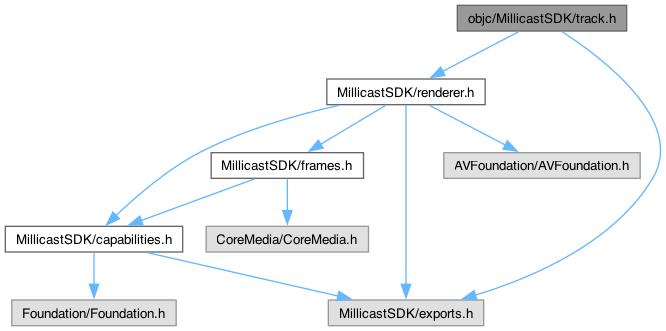 objc/MillicastSDK/track.h
MillicastSDK/renderer.h
MillicastSDK/frames.h
AVFoundation/AVFoundation.h
MillicastSDK/capabilities.h
CoreMedia/CoreMedia.h
Foundation/Foundation.h
MillicastSDK/exports.h